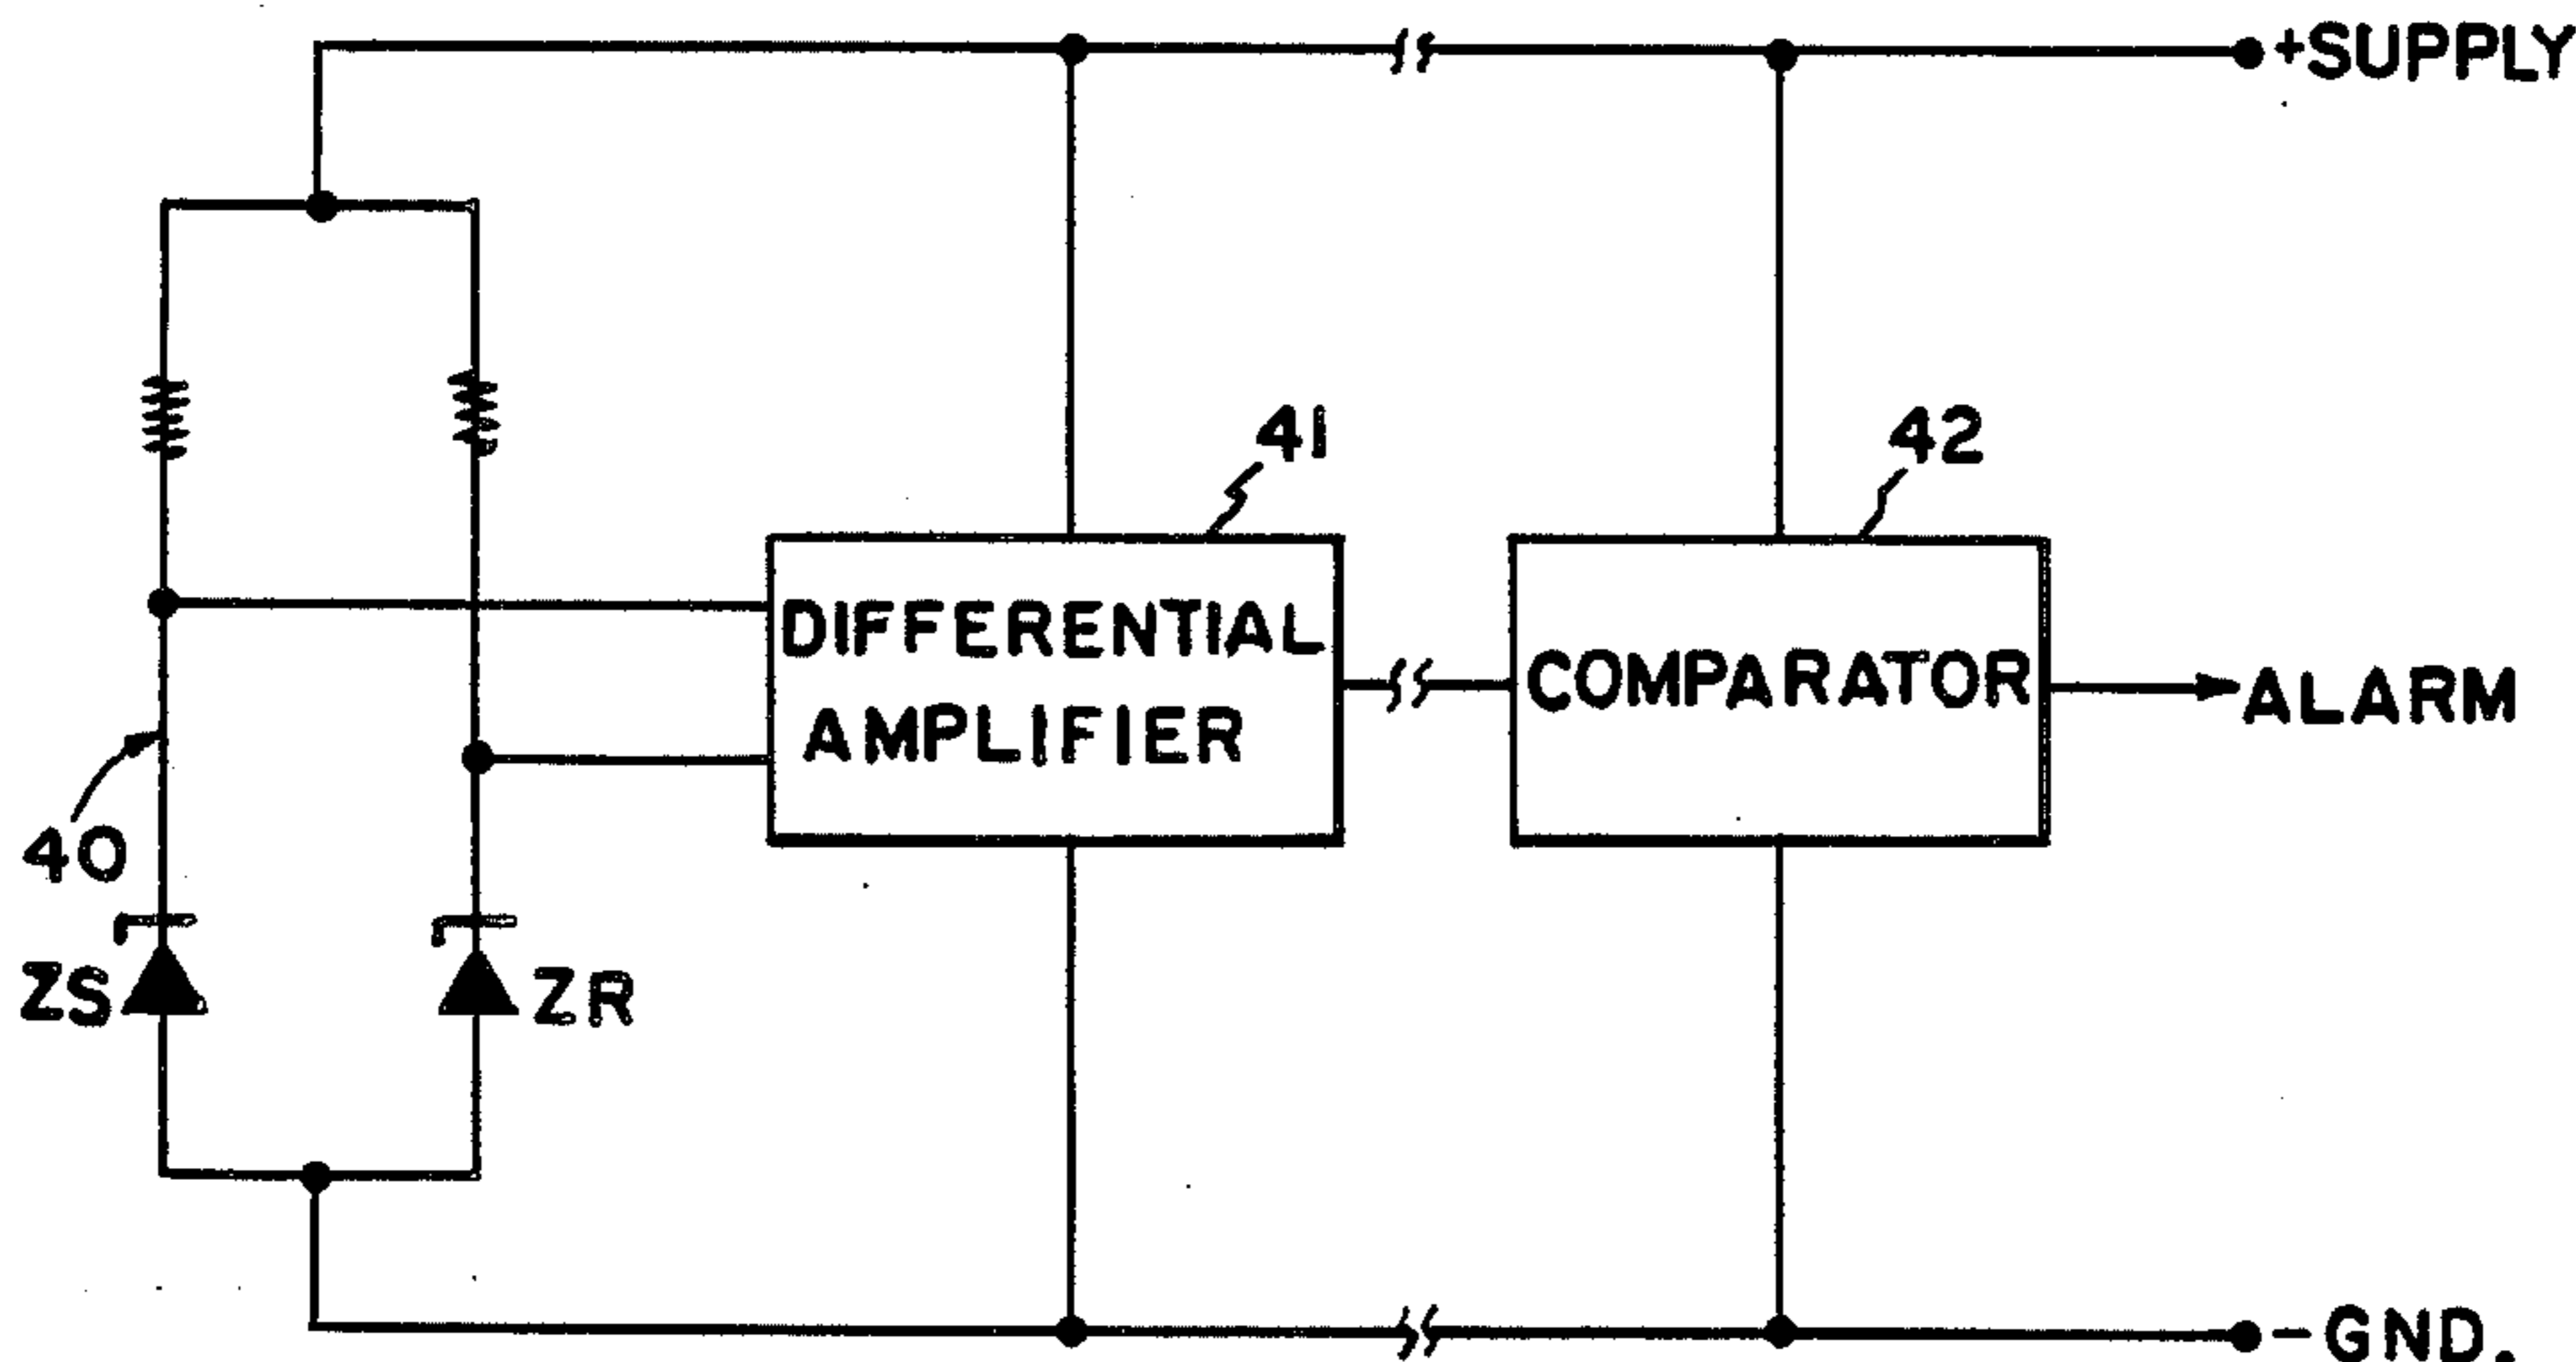 +SUPPLY
41
42
DIFFERENTIAL
AMPLIFIER
COMPARATOR
ALARM
40
ZS
ZR
-GND.